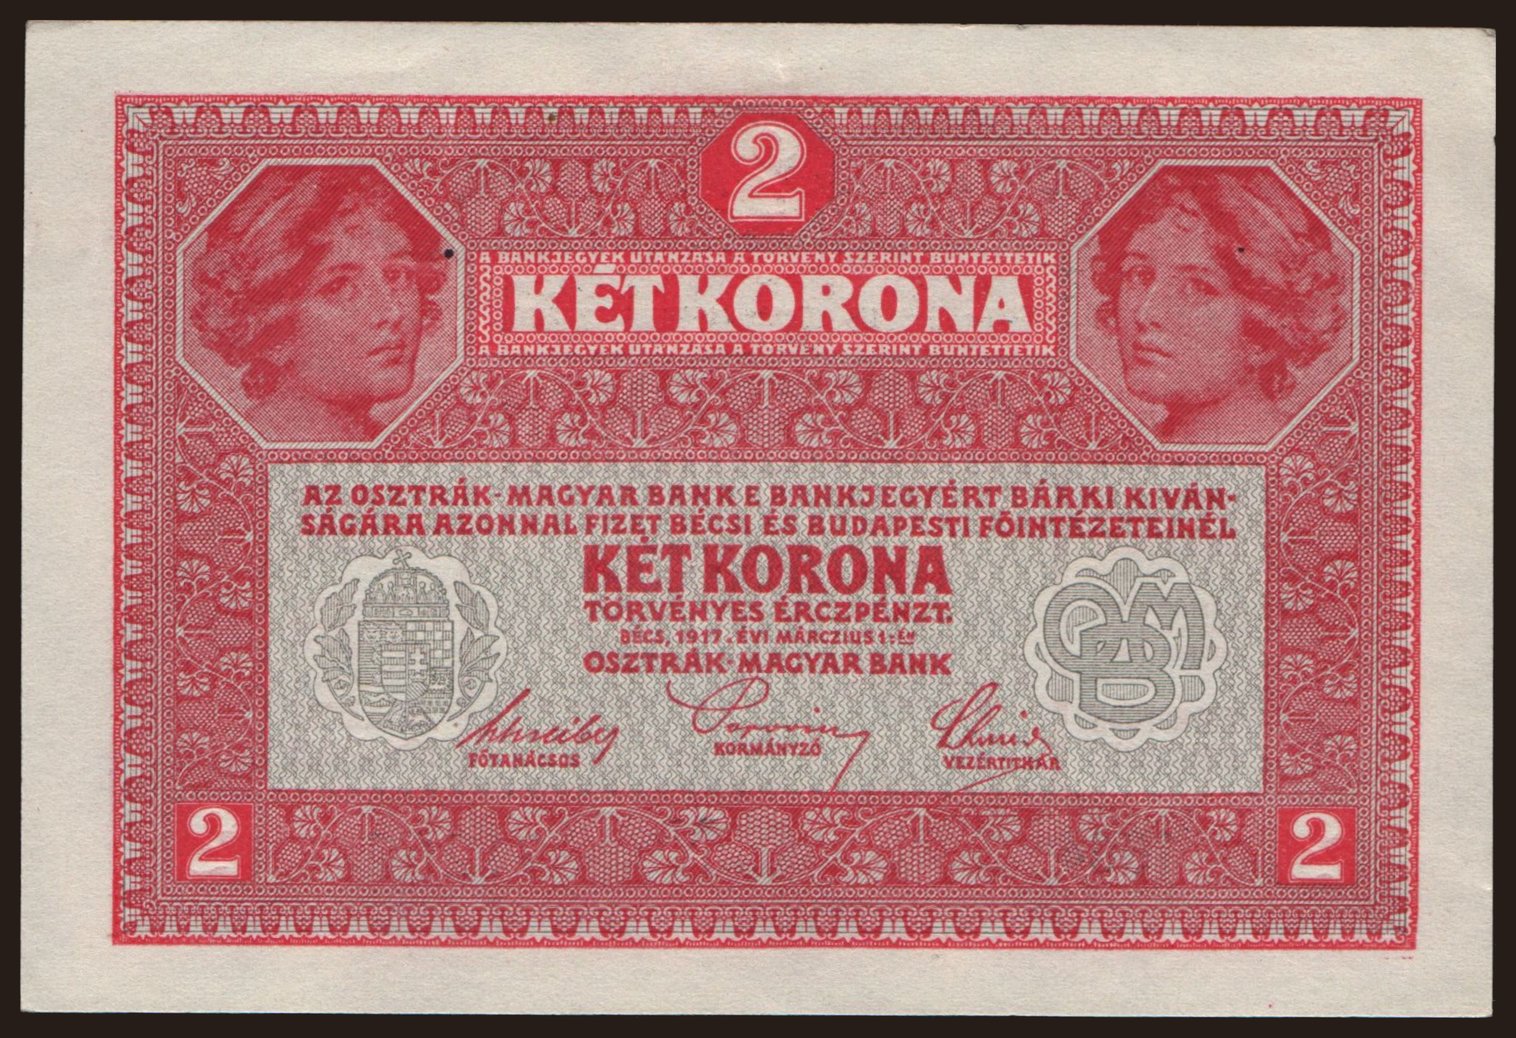 2
BANKJEGYEK UTÁNZÁSA A TÖRVÉNY SZERINT BÜNTETTETIK
KÉT KORONA
A BANKJEGYEK UTÁNZÁSA A TÖRVÉNY SZERINT BÜNTETTETIK
AZ OSZTRÁK-MAGYAR BANK E BANKJEGYÉRT BÁRKI KIVÁN-
SÁGÁRA AZONNAL FIZET BÉCSI ÉS BUDAPESTI FŐINTÉZETEINÉL
KÉT KORONA
TÖRVÉNYES ÉRCZPÉNZT.
BÉCS, 1917. ÉVI MÁRCZIUS 1:ÉN
OSZTRÁK-MAGYAR BANK
FŐTANÁCSOS
KORMÁNYZÓ
VEZÉRTITKÁR
2
2